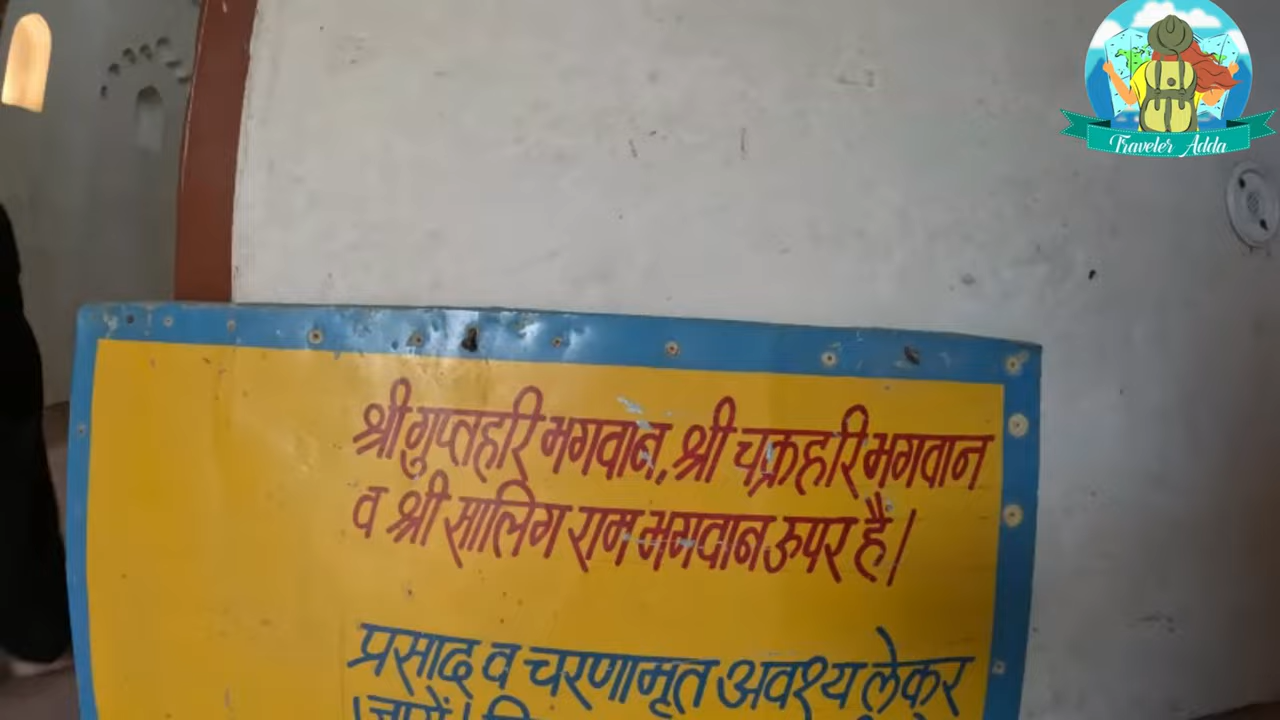 Traveler Adda
श्री गुप्तहरि भगवान, श्री चक्रहरि भगवान
व श्री सालिग राम भगवान ऊपर हैं।
प्रसाद व चरणामृत अवश्य लेकर
जायें।